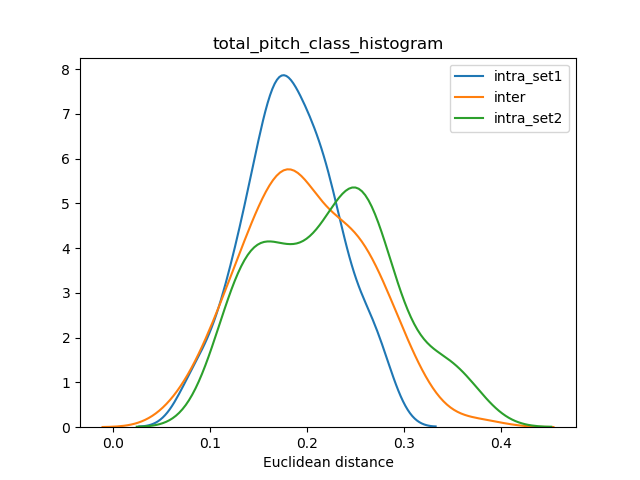 total_pitch_class_histogram
intra_set1
inter
intra_set2
8
7
6
5
4
3
2
1
0
0.0 0.1 0.2 0.3 0.4
Euclidean distance